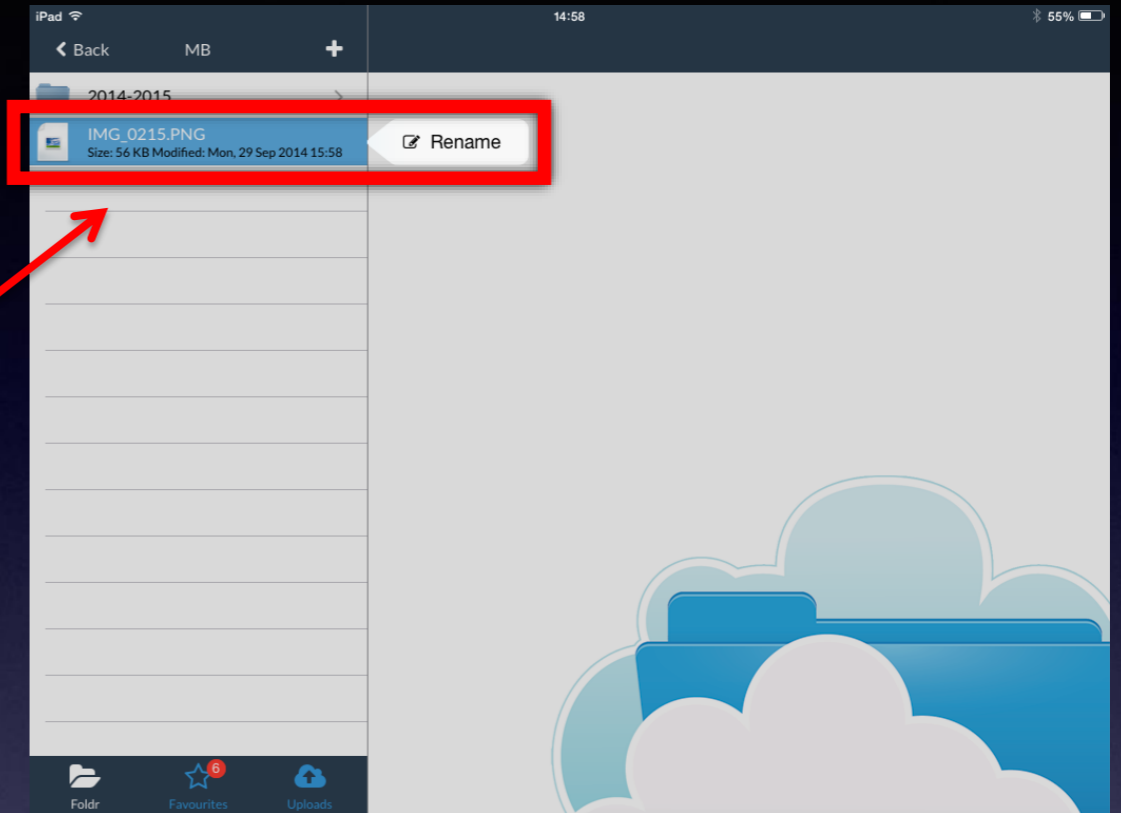 iPad 14:58 55%
Back MB +
2014-2015 >
IMG_0215.PNG
Size: 56 KB Modified: Mon, 29 Sep 2014 15:58
Rename
6
Foldr Favourites Uploads